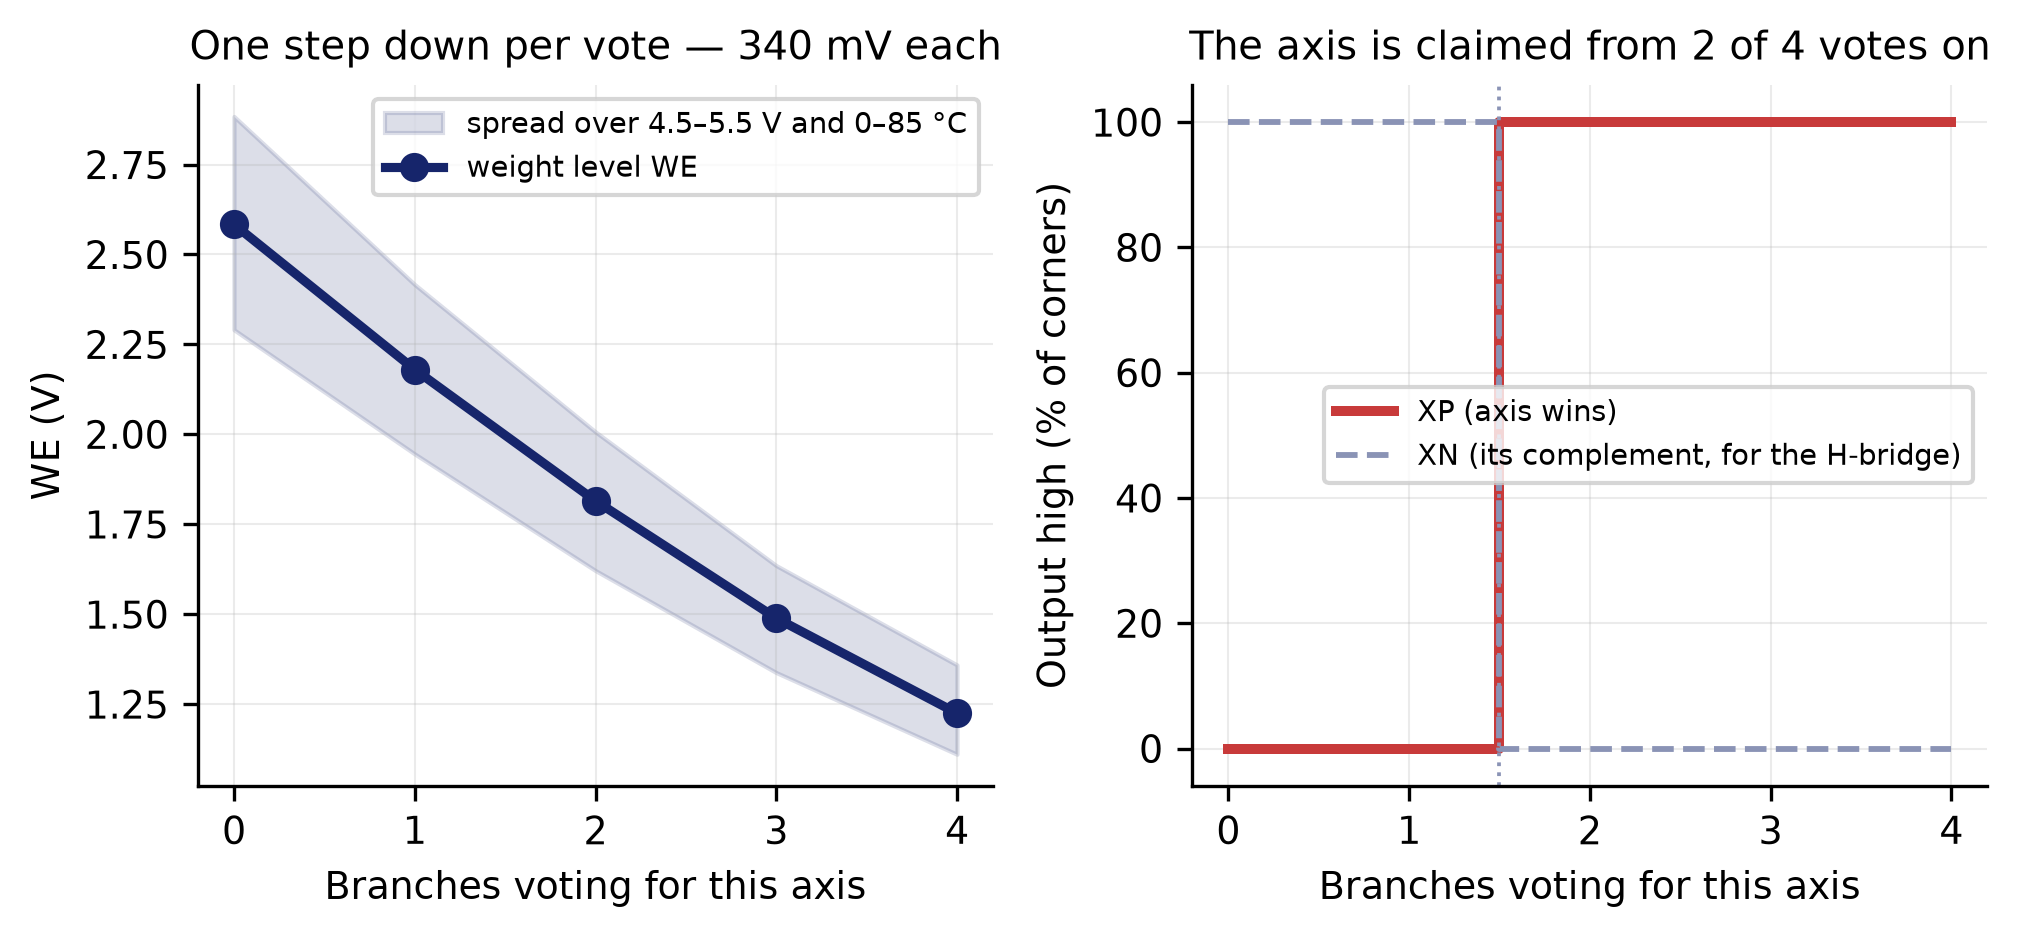 One step down per vote — 340 mV each
spread over 4.5–5.5 V and 0–85 °C
weight level WE
WE (V)
2.75
2.50
2.25
2.00
1.75
1.50
1.25
0 1 2 3 4
Branches voting for this axis
The axis is claimed from 2 of 4 votes on
Output high (% of corners)
100
80
60
40
20
0
XP (axis wins)
XN (its complement, for the H-bridge)
0 1 2 3 4
Branches voting for this axis